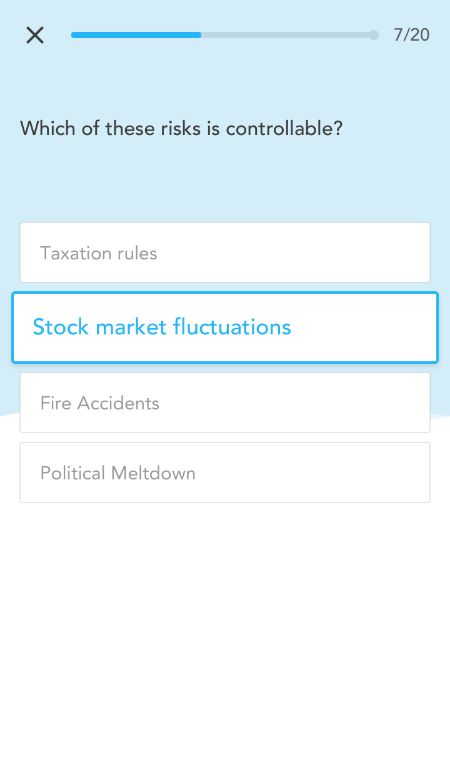 7/20
Which of these risks is controllable?
Taxation rules
Stock market fluctuations
Fire Accidents
Political Meltdown